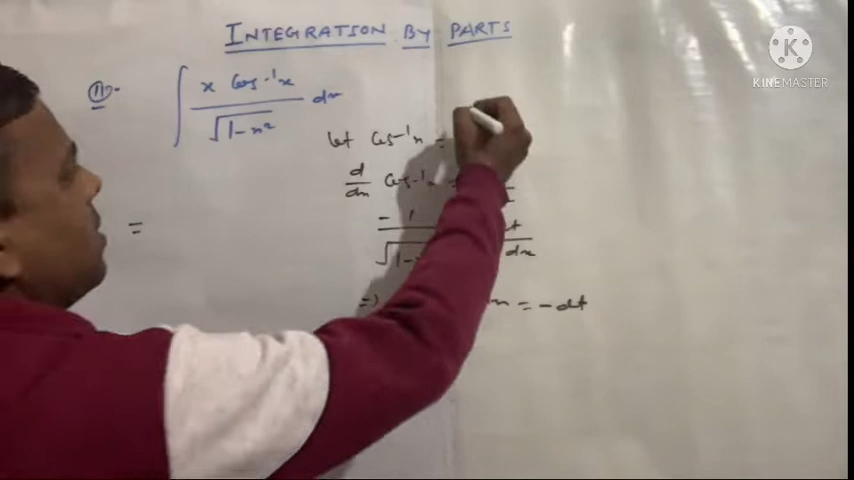 INTEGRATION BY PARTS
KINEMASTER
11. ∫ x cos⁻¹x / √(1-x²) dx
let cos⁻¹x =
d/dx cos⁻¹x =
- 1 / √1- t / dx
=
=) = -dt